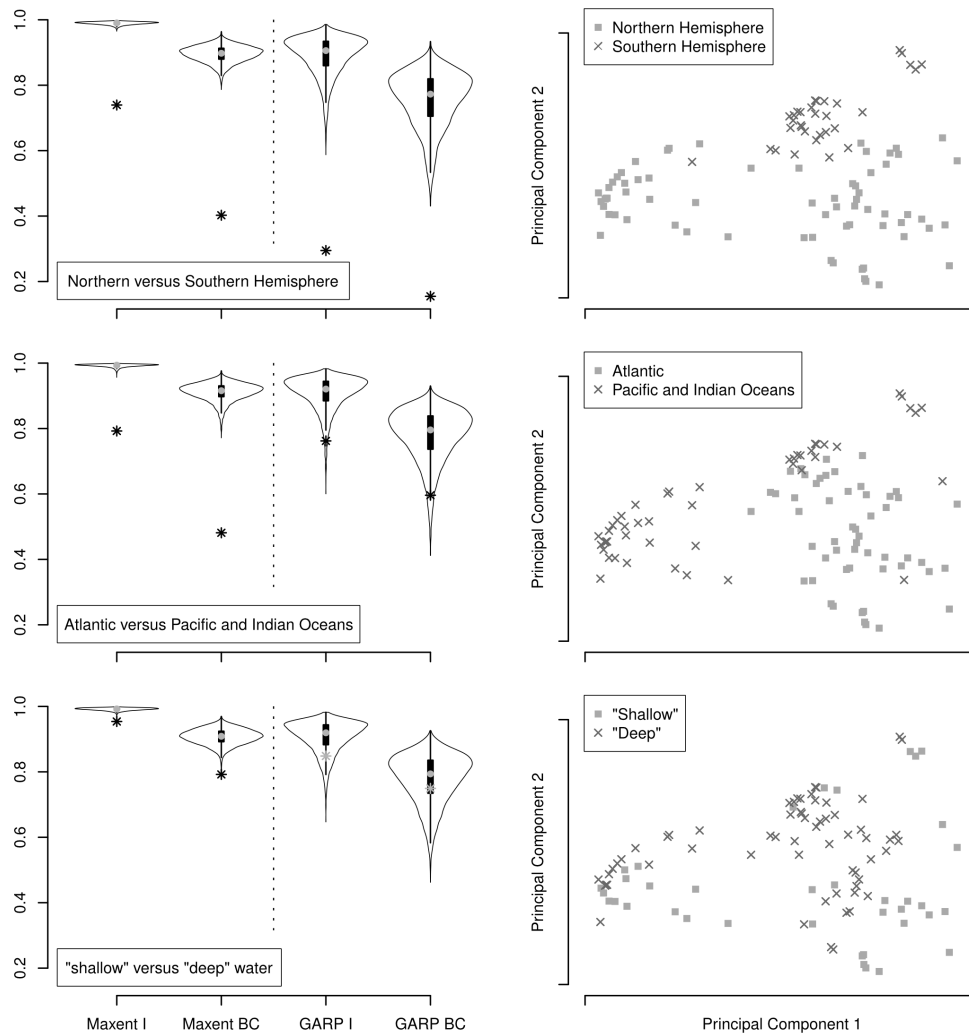 1.0
0.8
0.6
0.4
0.2
Northern versus Southern Hemisphere
Principal Component 2
Northern Hemisphere
Southern Hemisphere
1.0
0.8
0.6
0.4
0.2
Atlantic versus Pacific and Indian Oceans
Principal Component 2
Atlantic
Pacific and Indian Oceans
1.0
0.8
0.6
0.4
0.2
"shallow" versus "deep" water
Maxent I
Maxent BC
GARP I
GARP BC
Principal Component 2
"Shallow"
"Deep"
Principal Component 1